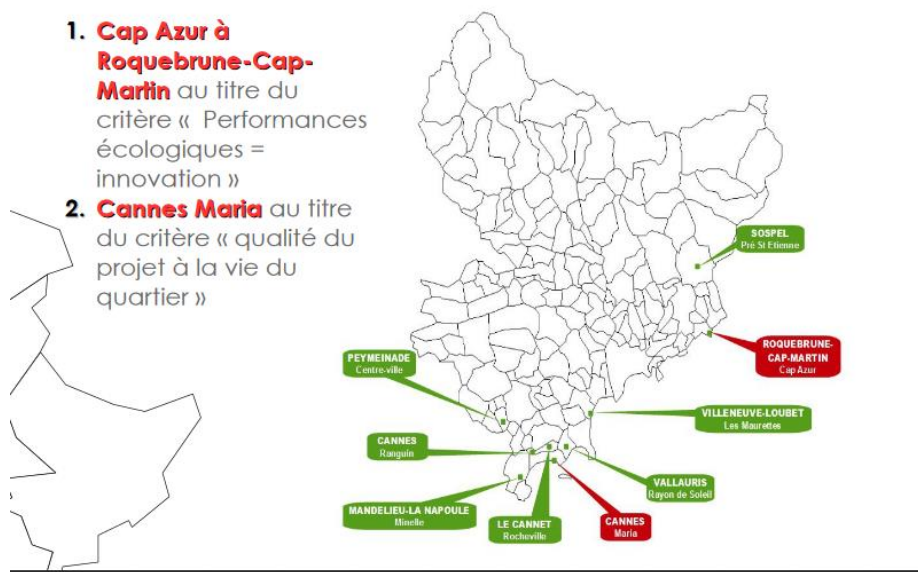 1. Cap Azur à
Roquebrune-Cap-
Martin au titre du
critère « Performances
écologiques =
innovation »
2. Cannes Maria au titre
du critère « qualité du
projet à la vie du
quartier »
SOSPEL
Pré St Etienne
ROQUEBRUNE-
CAP-MARTIN
Cap Azur
PEYMEINADE
Centre-ville
VILLENEUVE-LOUBET
Les Maurettes
CANNES
Ranguin
VALLAURIS
Rayon de Soleil
MANDELIEU-LA NAPOULE
Minelle
LE CANNET
Rocheville
CANNES
Maria